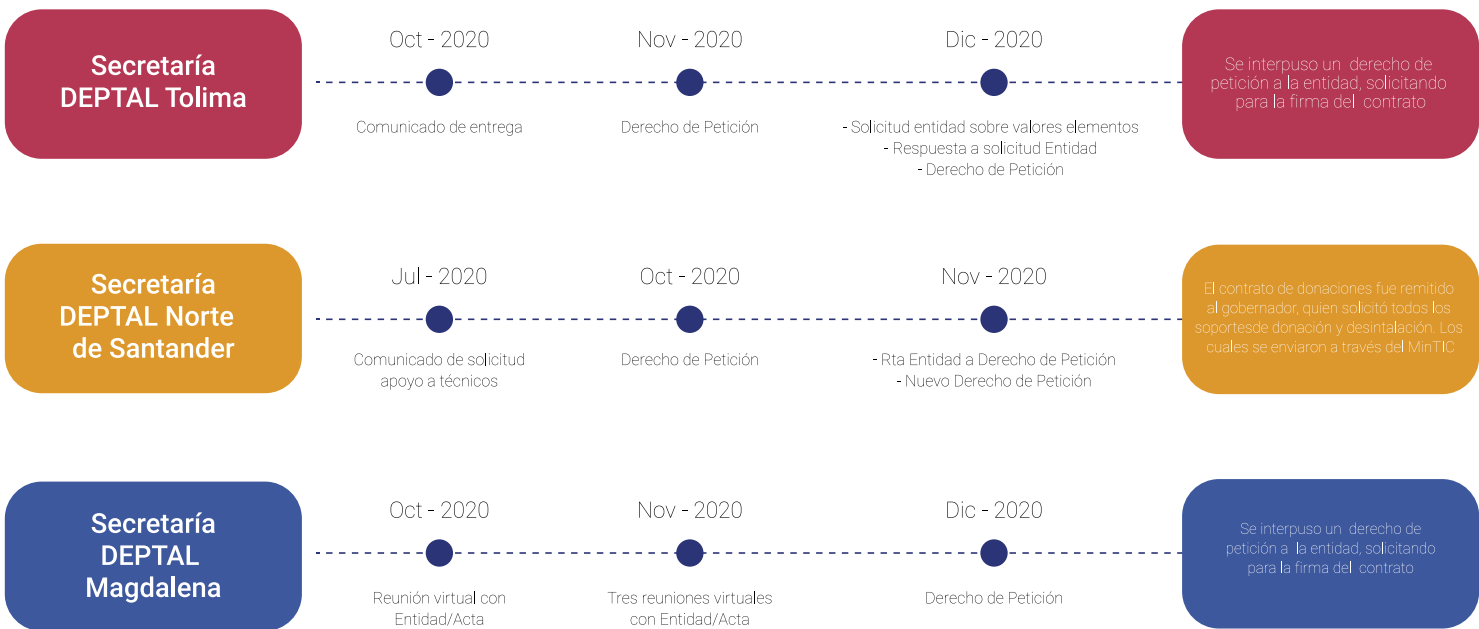 Secretaría
DEPTAL Tolima
Oct - 2020
Comunicado de entrega
Nov - 2020
Derecho de Petición
Dic - 2020
- Solicitud entidad sobre valores elementos
- Respuesta a solicitud Entidad
- Derecho de Petición
Se interpuso un derecho de
petición a la entidad, solicitando
para la firma del contrato
Secretaría
DEPTAL Norte
de Santander
Jul - 2020
Comunicado de solicitud
apoyo a técnicos
Oct - 2020
Derecho de Petición
Nov - 2020
- Rta Entidad a Derecho de Petición
- Nuevo Derecho de Petición
El contrato de donaciones fue remitido
al gobernador, quien solicitó todos los
soportesde donación y desintalación. Los
cuales se enviaron a través del MinTIC
Secretaría
DEPTAL
Magdalena
Oct - 2020
Reunión virtual con
Entidad/Acta
Nov - 2020
Tres reuniones virtuales
con Entidad/Acta
Dic - 2020
Derecho de Petición
Se interpuso un derecho de
petición a la entidad, solicitando
para la firma del contrato